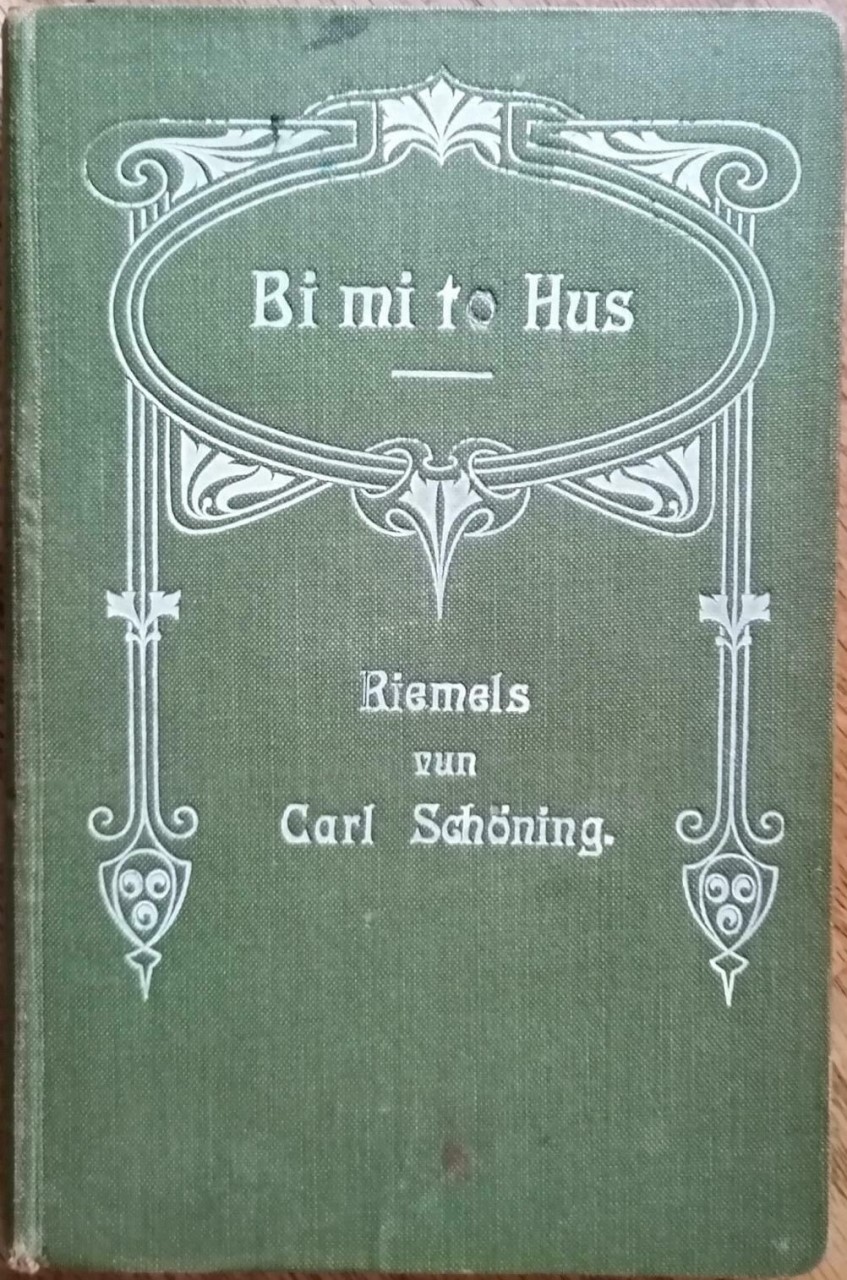 Bi mi to Hus
Riemels
vun
Carl Schöning.